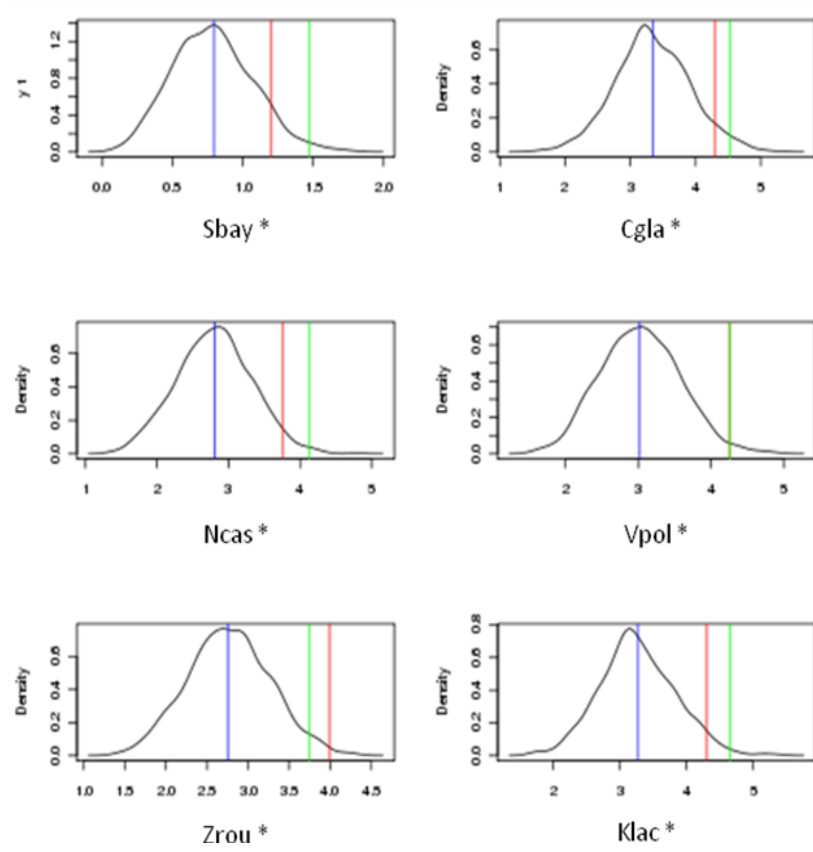 y 1
0.0 0.4 0.8 1.2
0.0 0.5 1.0 1.5 2.0
Sbay *
Density
0.0 0.2 0.4 0.6
1 2 3 4 5
Cgla *
Density
0.0 0.2 0.4 0.6
1 2 3 4 5
Ncas *
Density
0.0 0.2 0.4 0.6
2 3 4 5
Vpol *
Density
0.0 0.2 0.4 0.6
1.0 1.5 2.0 2.5 3.0 3.5 4.0 4.5
Zrou *
Density
0.0 0.2 0.4 0.6 0.8
2 3 4 5
Klac *